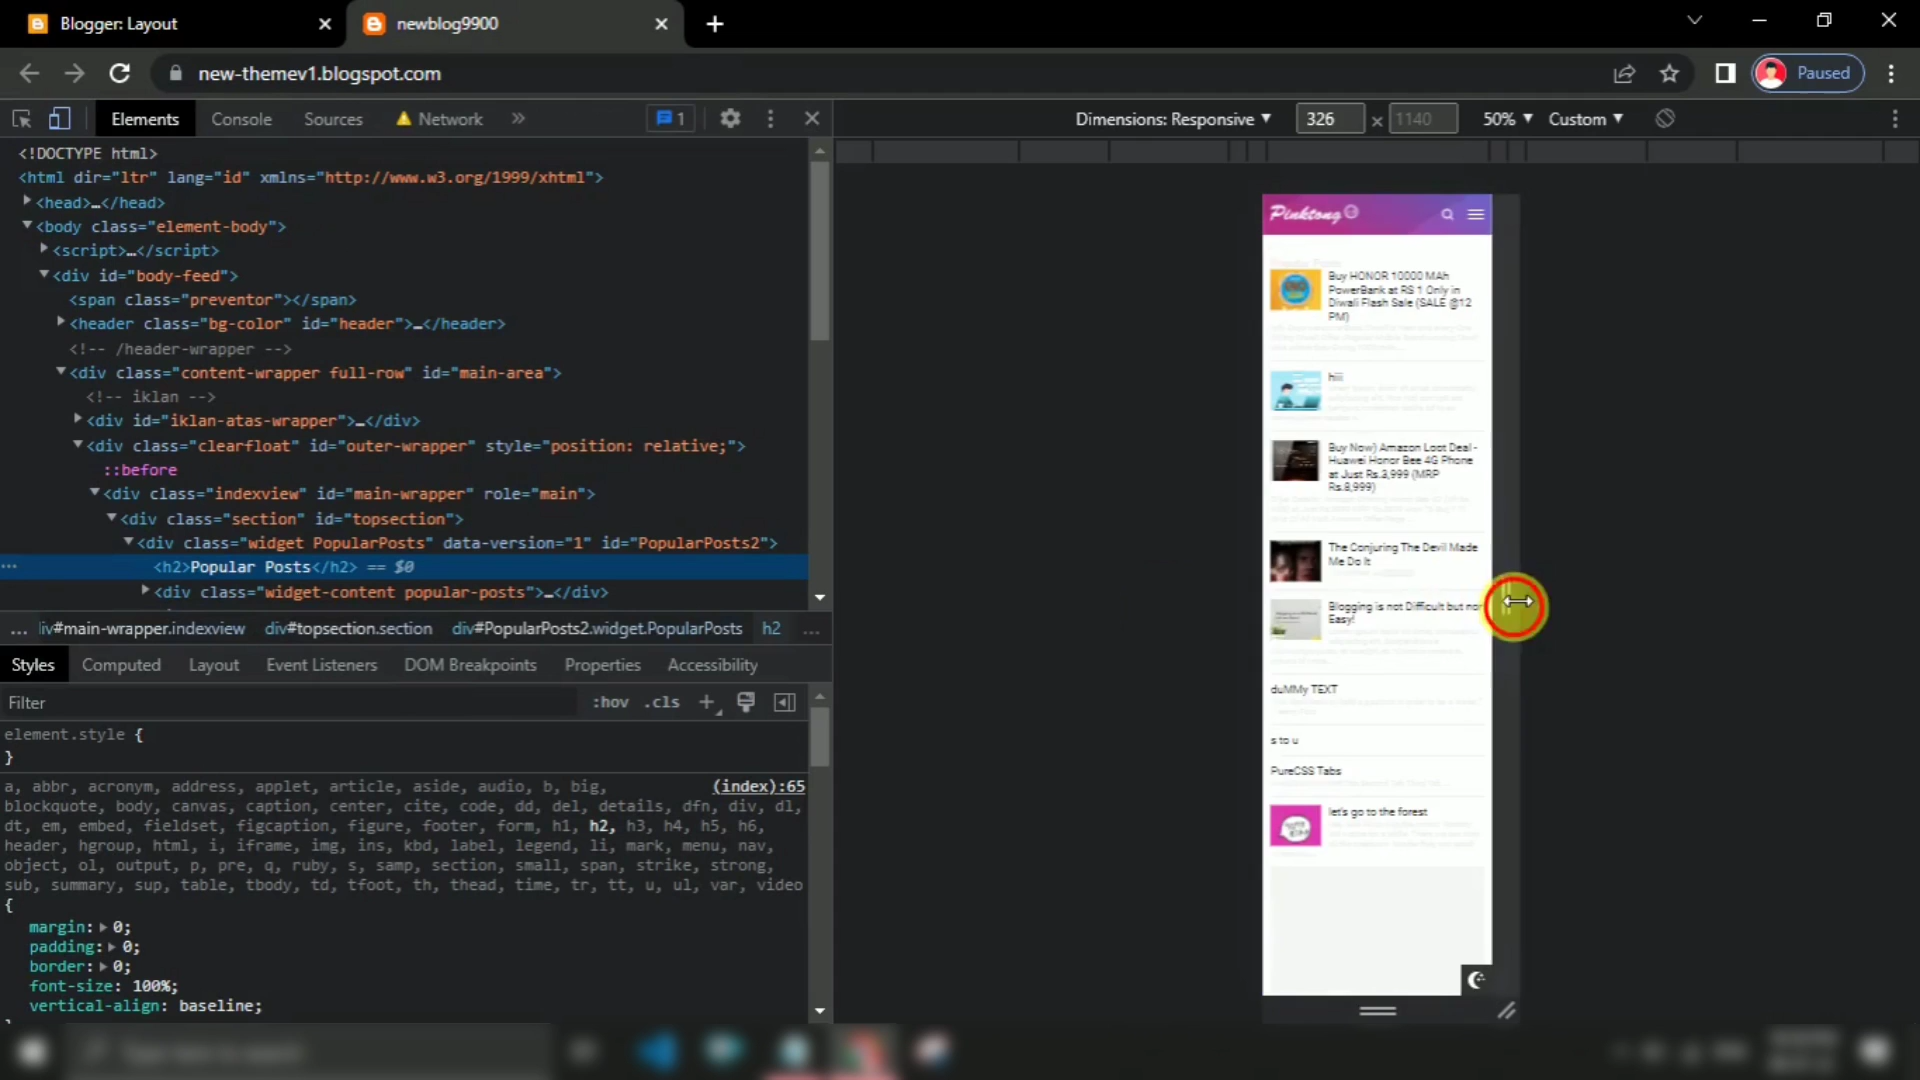 Blogger: Layout
newblog9900
new-themev1.blogspot.com
Paused
Elements
Console
Sources
Network
1
Dimensions: Responsive
326 × 1140
50%
Custom
<!DOCTYPE html>
<html dir="ltr" lang="id" xmlns="http://www.w3.org/1999/xhtml">
<head>…</head>
<body class="element-body">
<script>…</script>
<div id="body-feed">
<span class="preventor"></span>
<header class="bg-color" id="header">…</header>
<!-- /header-wrapper -->
<div class="content-wrapper full-row" id="main-area">
<!-- iklan -->
<div id="iklan-atas-wrapper">…</div>
<div class="clearfloat" id="outer-wrapper" style="position: relative;">
::before
<div class="indexview" id="main-wrapper" role="main">
<div class="section" id="topsection">
<div class="widget PopularPosts" data-version="1" id="PopularPosts2">
<h2>Popular Posts</h2> == $0
<div class="widget-content popular-posts">…</div>
... iv#main-wrapper.indexview div#topsection.section div#PopularPosts2.widget.PopularPosts h2 ...
Styles
Computed
Layout
Event Listeners
DOM Breakpoints
Properties
Accessibility
Filter
:hov .cls
element.style {
}
a, abbr, acronym, address, applet, article, aside, audio, b, big, (index):65
blockquote, body, canvas, caption, center, cite, code, dd, del, details, dfn, div, dl,
dt, em, embed, fieldset, figcaption, figure, footer, form, h1, h2, h3, h4, h5, h6,
header, hgroup, html, i, iframe, img, ins, kbd, label, legend, li, mark, menu, nav,
object, ol, output, p, pre, q, ruby, s, samp, section, small, span, strike, strong,
sub, summary, sup, table, tbody, td, tfoot, th, thead, time, tr, tt, u, ul, var, video
{
margin: 0;
padding: 0;
border: 0;
font-size: 100%;
vertical-align: baseline;
Pinktong
Buy HONOR 10000 MAh
PowerBank at RS 1 Only in
Diwali Flash Sale (SALE @12
PM)
hiii
Buy Now) Amazon Loot Deal -
Huawei Honor Bee 4G Phone
at Just Rs.3,999 (MRP
Rs.8,999)
The Conjuring The Devil Made
Me Do It
Blogging is not Difficult but nor
Easy!
duMMy TEXT
s to u
PureCSS Tabs
let's go to the forest
Type here to search